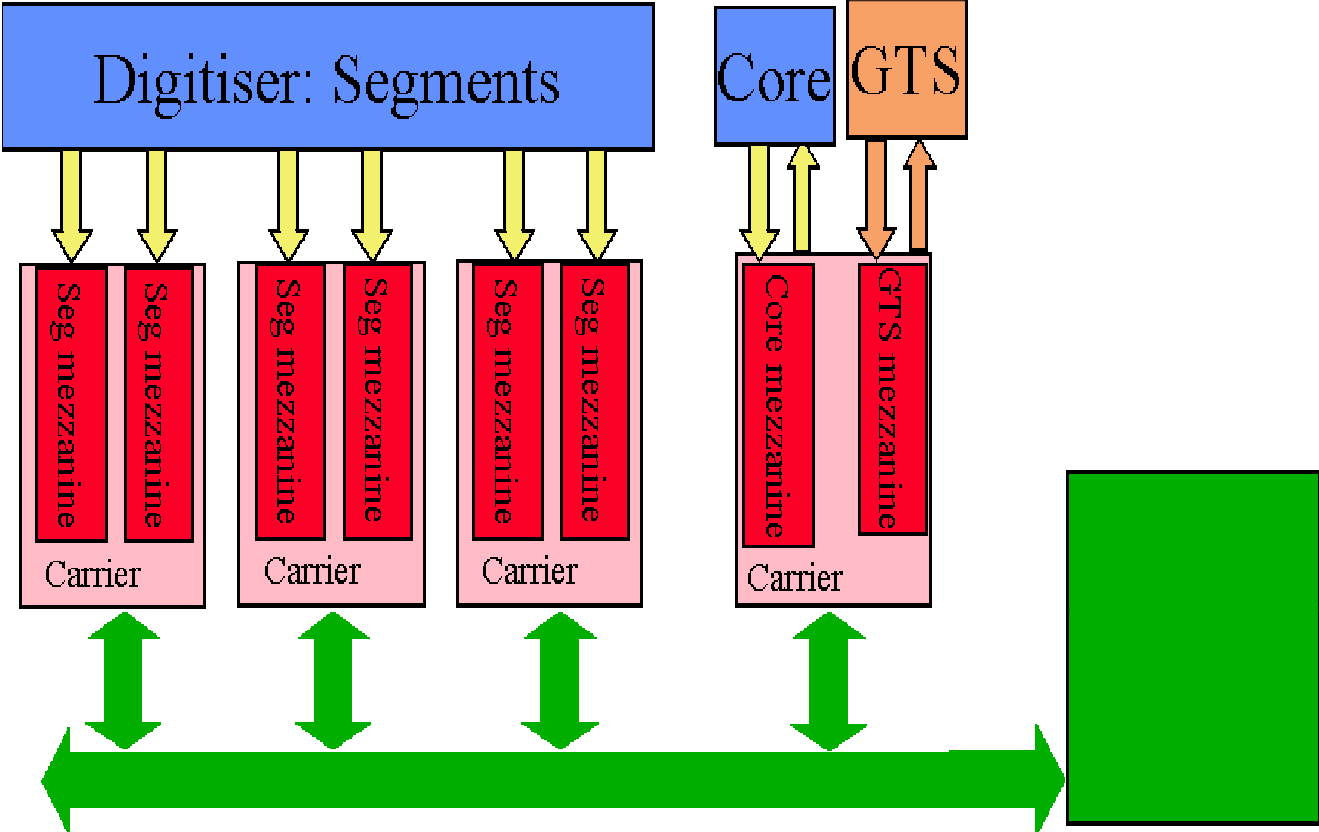 Digitiser: Segments
Core
GTS
Seg mezzanine
Seg mezzanine
Seg mezzanine
Seg mezzanine
Seg mezzanine
Seg mezzanine
Core mezzanine
GTS mezzanine
Carrier
Carrier
Carrier
Carrier